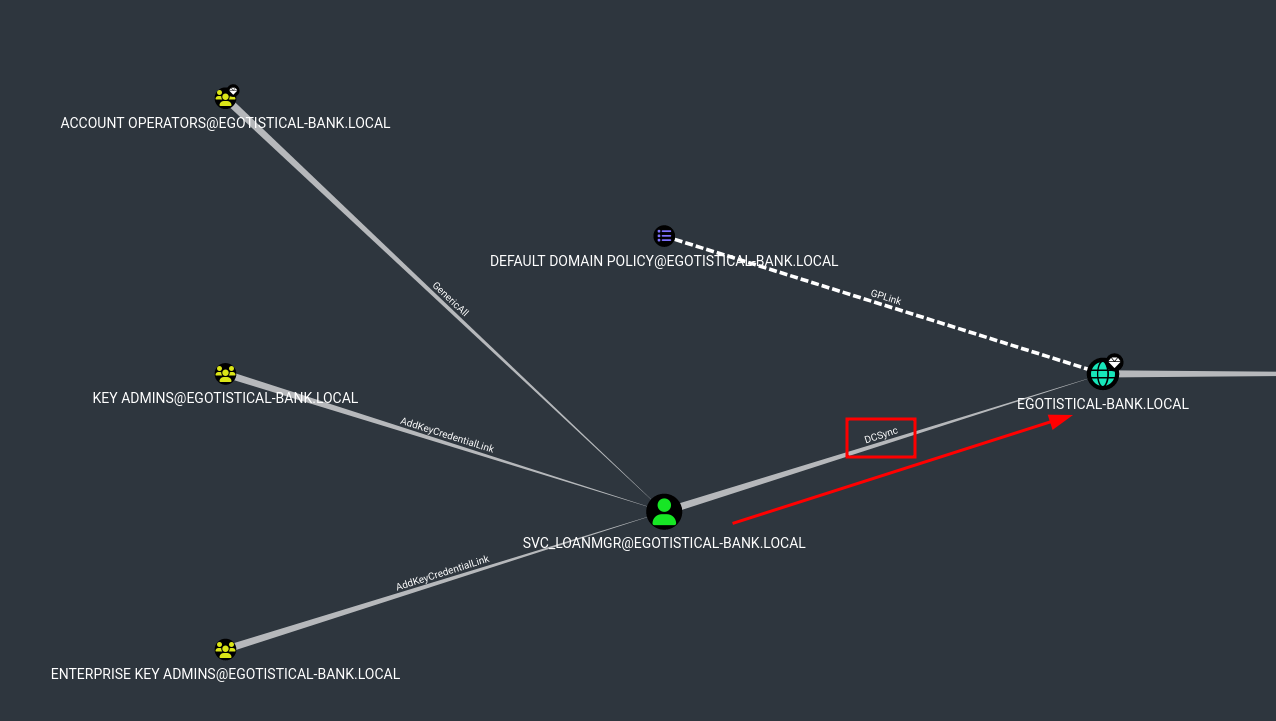 ACCOUNT OPERATORS@EGOTISTICAL-BANK.LOCAL
GenericAll
DEFAULT DOMAIN POLICY@EGOTISTICAL-BANK.LOCAL
GPLink
KEY ADMINS@EGOTISTICAL-BANK.LOCAL
AddKeyCredentialLink
EGOTISTICAL-BANK.LOCAL
DCSync
SVC_LOANMGR@EGOTISTICAL-BANK.LOCAL
AddKeyCredentialLink
ENTERPRISE KEY ADMINS@EGOTISTICAL-BANK.LOCAL